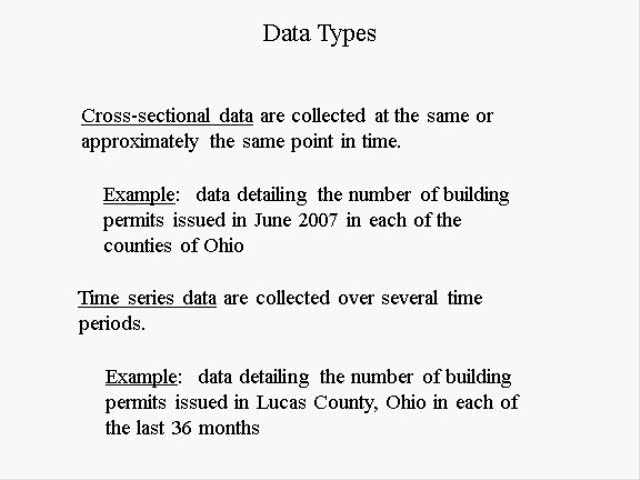 Data Types
Cross-sectional data are collected at the same or
approximately the same point in time.
Example: data detailing the number of building
permits issued in June 2007 in each of the
counties of Ohio
Time series data are collected over several time
periods.
Example: data detailing the number of building
permits issued in Lucas County, Ohio in each of
the last 36 months